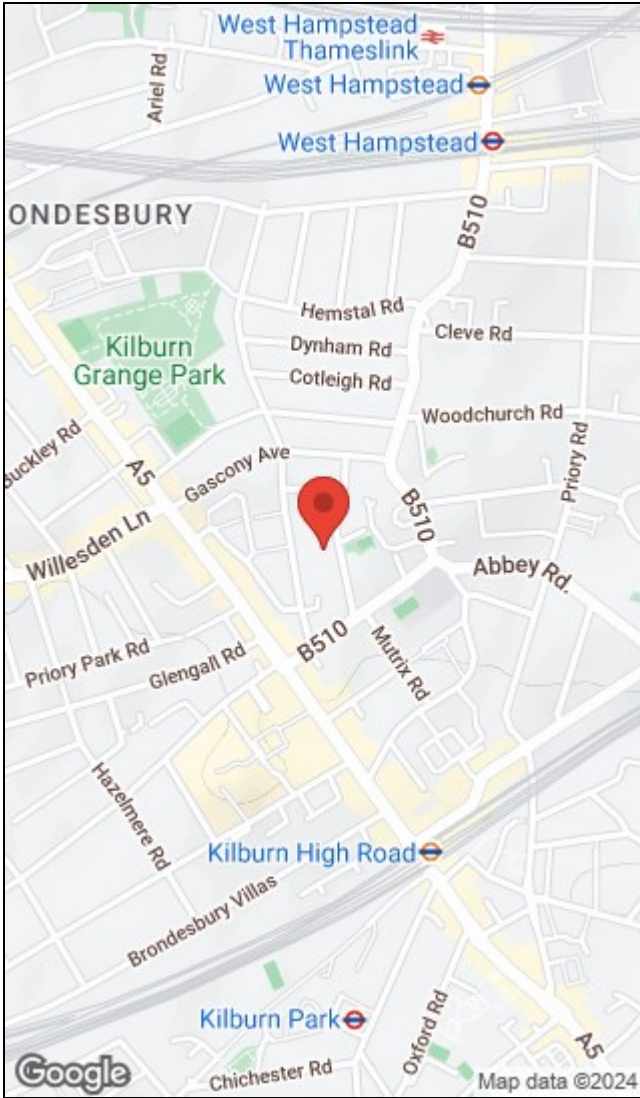 West Hampstead
Thameslink
Ariel Rd
West Hampstead
West Hampstead
ONDESBURY
B510
Hemstal Rd
Cleve Rd
Dynham Rd
Kilburn
Grange Park
Cotleigh Rd
Woodchurch Rd
Buckley Rd
Priory Rd
Gascony Ave
A5
B510
Willesden Ln
Abbey Rd.
B510
Mutrix Rd
Priory Park Rd
Glengall Rd
Hazelmere Rd
Kilburn High Road
Brondesbury Villas
Kilburn Park
Oxford Rd
A5
Google
Chichester Rd
Map data ©2024